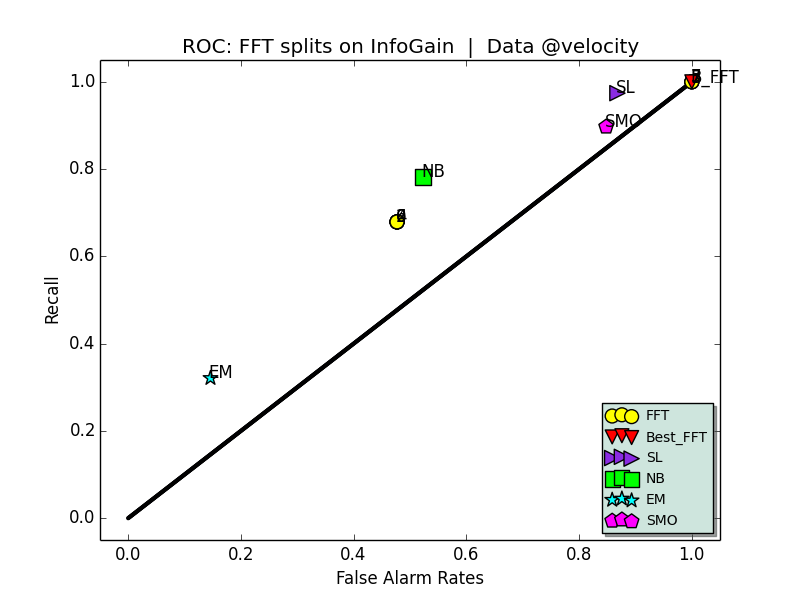 ROC: FFT splits on InfoGain | Data @velocity
1.0
0.8
0.6
0.4
0.2
0.0
Recall
SL
SMO
NB
EM
_FFT
FFT
Best_FFT
SL
NB
EM
SMO
0.0
0.2
0.4
0.6
0.8
1.0
False Alarm Rates